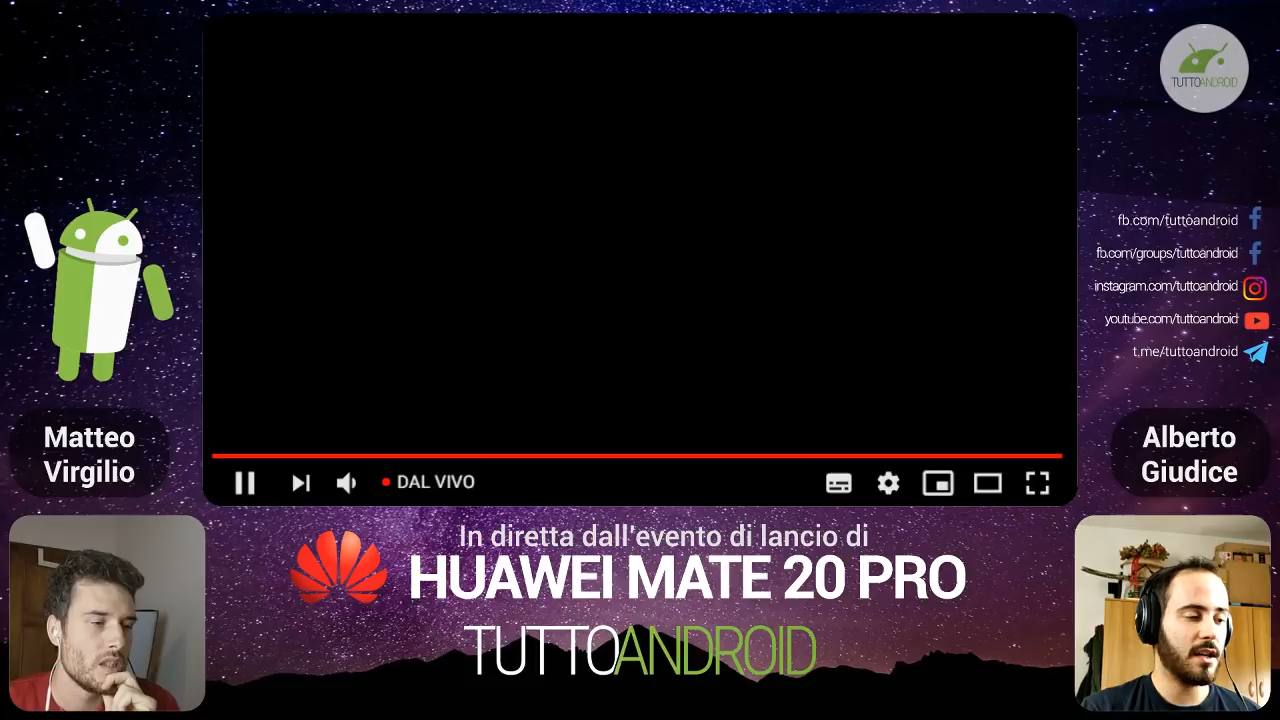 TUTTOANDROID
fb.com/tuttoandroid
fb.com/groups/tuttoandroid
instagram.com/tuttoandroid
youtube.com/tuttoandroid
t.me/tuttoandroid
Matteo
Virgilio
Alberto
Giudice
DAL VIVO
In diretta dall'evento di lancio di
HUAWEI MATE 20 PRO
TUTTOANDROID